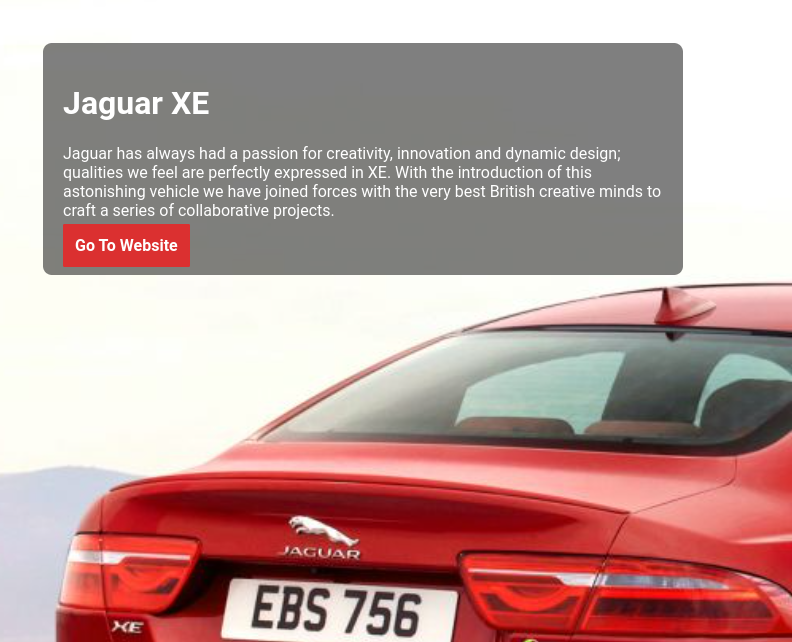 Jaguar XE
Jaguar has always had a passion for creativity, innovation and dynamic design;
qualities we feel are perfectly expressed in XE. With the introduction of this
astonishing vehicle we have joined forces with the very best British creative minds to
craft a series of collaborative projects.
Go To Website
JAGUAR
EBS 756
XE